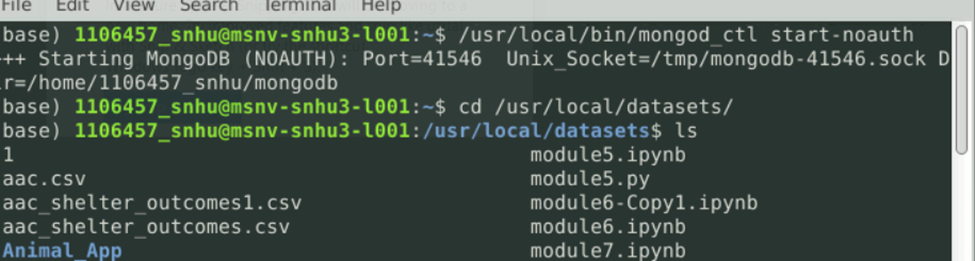 File Edit View Search Terminal Help
base) 1106457_snhu@msnv-snhu3-l001:~$ /usr/local/bin/mongod_ctl start-noauth
++ Starting MongoDB (NOAUTH): Port=41546  Unix_Socket=/tmp/mongodb-41546.sock D
ir=/home/1106457_snhu/mongodb
base) 1106457_snhu@msnv-snhu3-l001:~$ cd /usr/local/datasets/
base) 1106457_snhu@msnv-snhu3-l001:/usr/local/datasets$ ls
1 module5.ipynb
aac.csv module5.py
aac_shelter_outcomes1.csv module6-Copy1.ipynb
aac_shelter_outcomes.csv module6.ipynb
Animal_App module7.ipynb